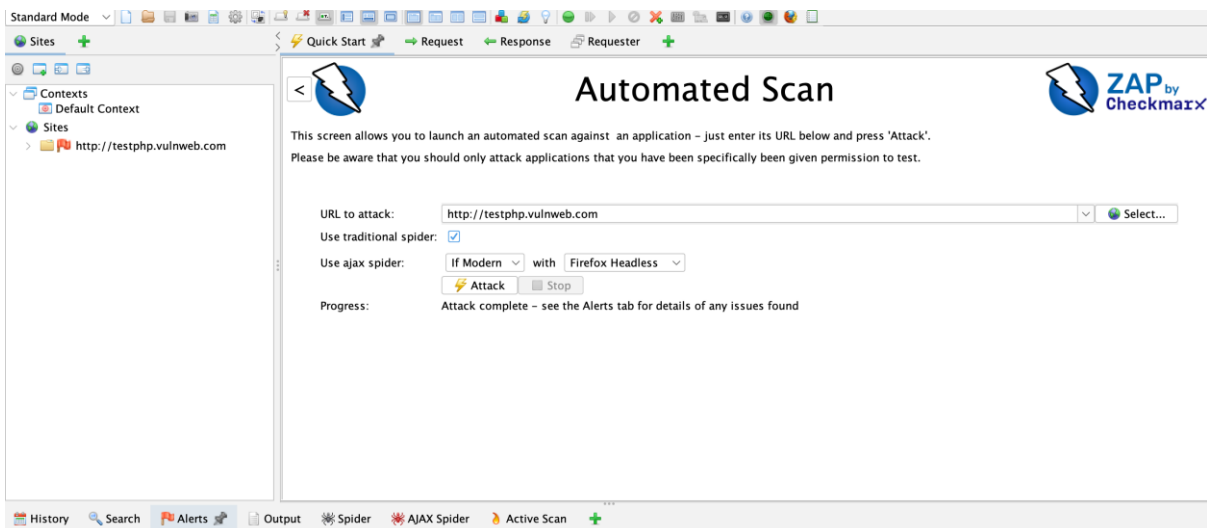 Standard Mode
Sites
Quick Start
Request
Response
Requester
Contexts
Default Context
Sites
http://testphp.vulnweb.com
<
Automated Scan
ZAP by
Checkmarx
This screen allows you to launch an automated scan against an application – just enter its URL below and press 'Attack'.
Please be aware that you should only attack applications that you have been specifically been given permission to test.
URL to attack: http://testphp.vulnweb.com Select...
Use traditional spider:
Use ajax spider: If Modern with Firefox Headless
Attack Stop
Progress: Attack complete – see the Alerts tab for details of any issues found
History Search Alerts Output Spider AJAX Spider Active Scan